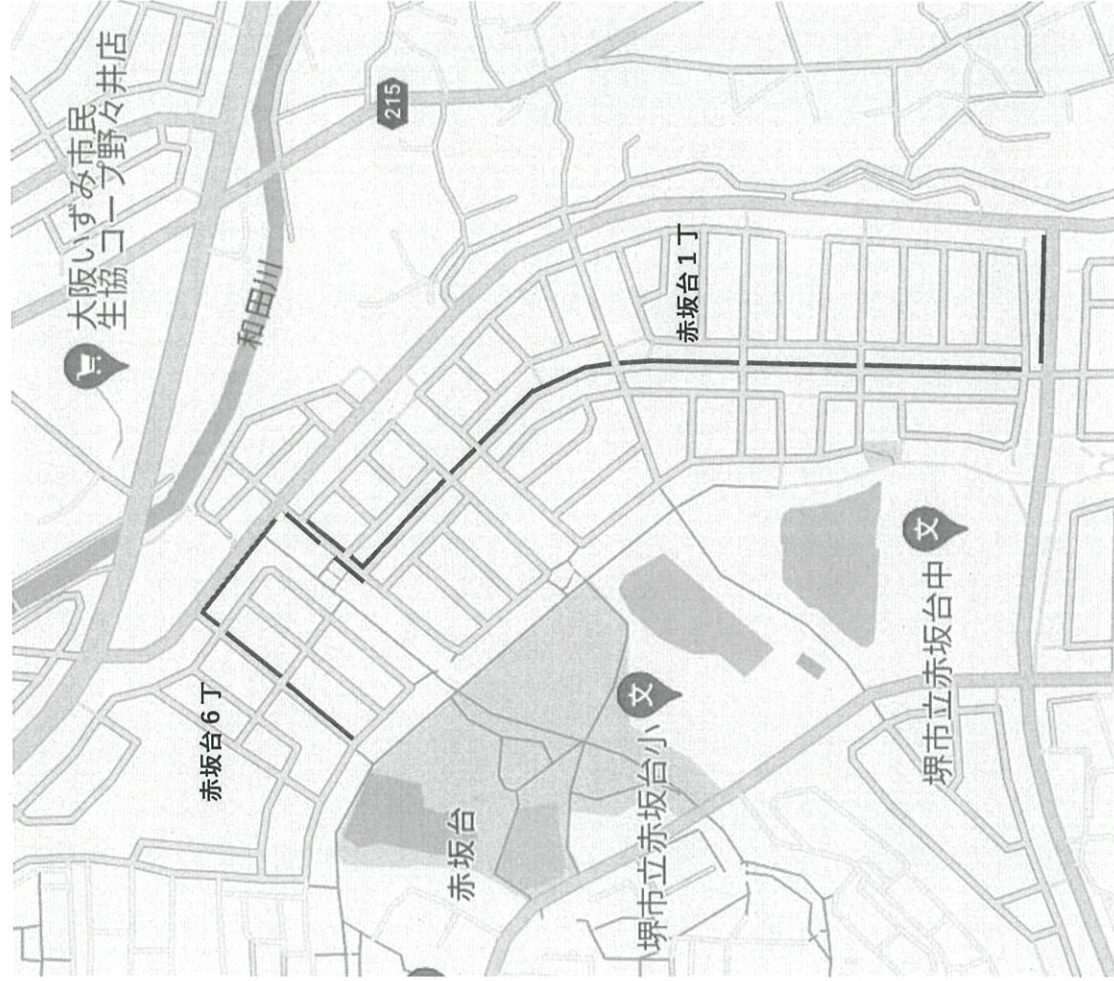 大阪いずみ市民
生協 コープ野々井店
215
和田川
赤坂台1丁
赤坂台6丁
赤坂台
文
堺市立赤坂台小
文
堺市立赤坂台中